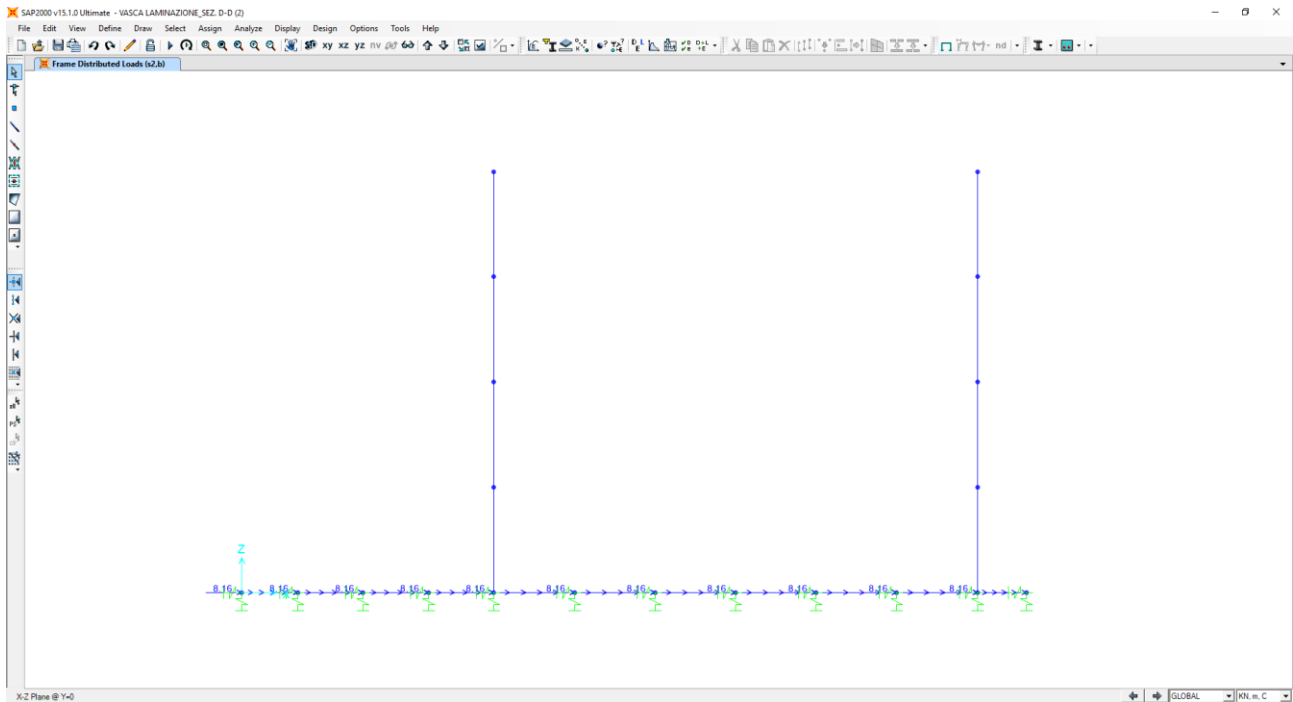 SAP2000 v15.1.0 Ultimate - VASCA LAMINAZIONE_SEZ. D-D (2)
File Edit View Define Draw Select Assign Analyze Display Design Options Tools Help
xy xz yz nv nd
Frame Distributed Loads (s2,b)
Z
8.16 8.16 8.16 8.16 8.16 8.16 8.16 8.16 8.16 8.16 8.16
X-Z Plane @ Y=0
GLOBAL
KN, m, C